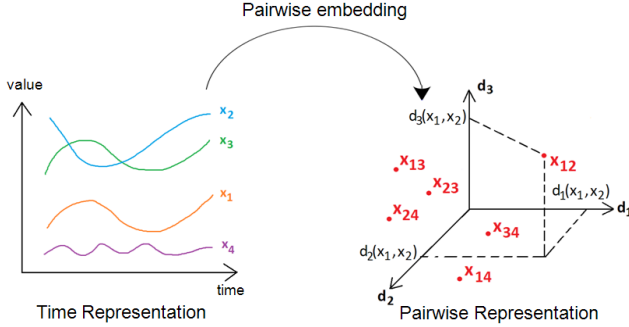 Pairwise embedding
value
x2
x3
x1
x4
time
Time Representation
d3
d3(x1,x2)
x12
x13
x23
d1(x1,x2)
x24
d1
x34
d2(x1,x2)
x14
d2
Pairwise Representation